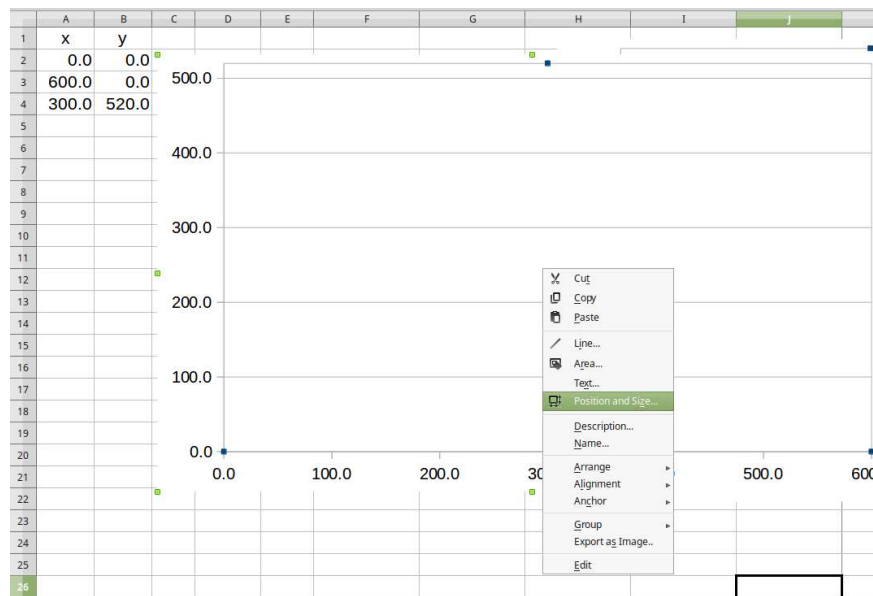 A B C D E F G H I J
1 x y
2 0.0 0.0
3 600.0 0.0
4 300.0 520.0
5
6
7
8
9
10
11
12
13
14
15
16
17
18
19
20
21
22
23
24
25
26
500.0
400.0
300.0
200.0
100.0
0.0
0.0 100.0 200.0 30 500.0 600
Cut
Copy
Paste
Line...
Area...
Text...
Position and Size...
Description...
Name...
Arrange
Alignment
Anchor
Group
Export as Image..
Edit